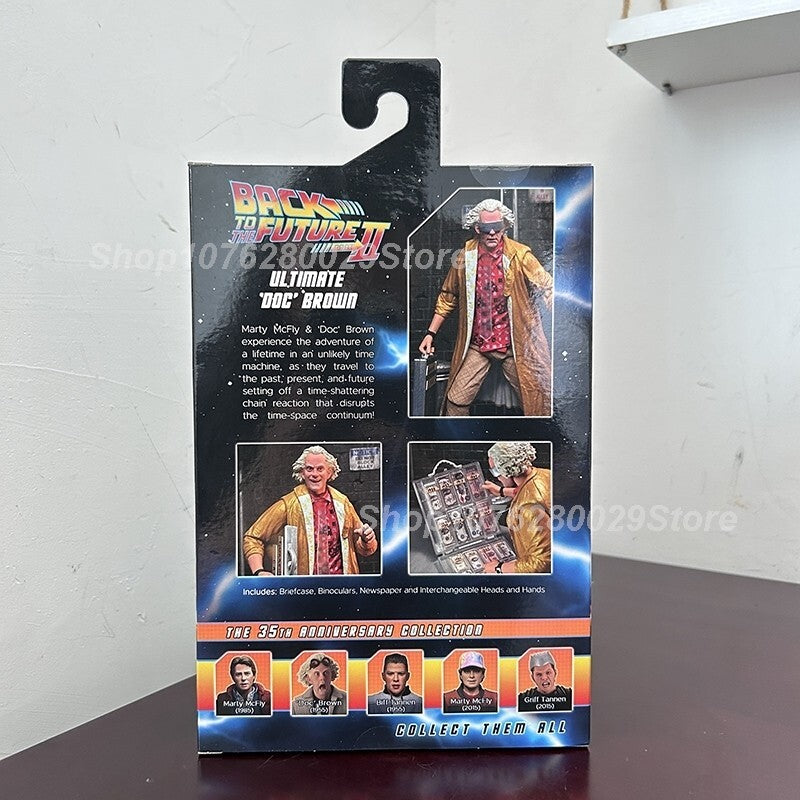 BACK
TO THE FUTURE
PART II
ULTIMATE
'DOC' BROWN
Marty McFly & 'Doc' Brown
experience the adventure of
a lifetime in an unlikely time
machine, as they travel to
the past, present, and future
setting off a time-shattering
chain reaction that disrupts
the time-space continuum!
Shop1076280029Store
Shop1076280029Store
Includes: Briefcase, Binoculars, Newspaper and Interchangeable Heads and Hands
THE 35TH ANNIVERSARY COLLECTION
Marty McFly
(1985)
'Doc' Brown
(1955)
Biff Tannen
(1955)
Marty McFly
(2015)
Griff Tannen
(2015)
COLLECT THEM ALL